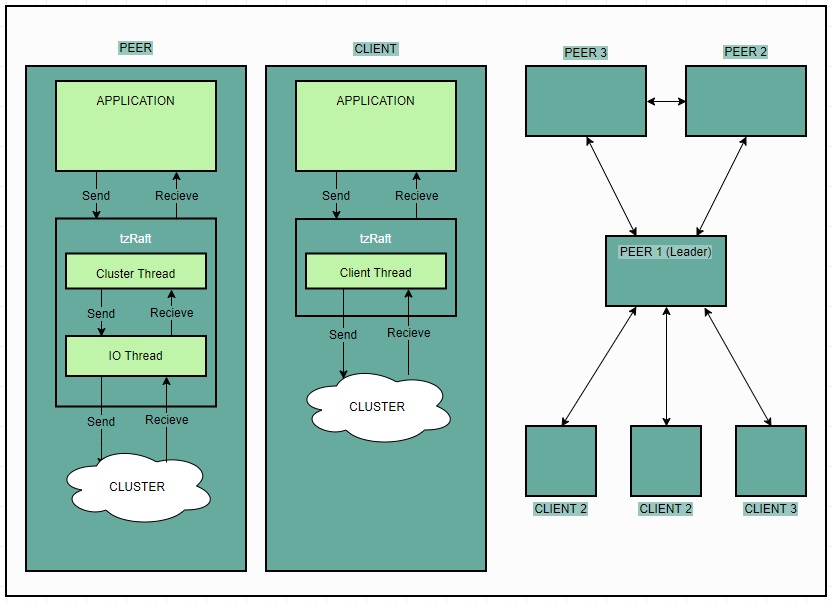 PEER
APPLICATION
Send
Recieve
tzRaft
Cluster Thread
Send
Recieve
IO Thread
Send
Recieve
CLUSTER
CLIENT
APPLICATION
Send
Recieve
tzRaft
Client Thread
Send
Recieve
CLUSTER
PEER 3
PEER 2
PEER 1 (Leader)
CLIENT 2
CLIENT 2
CLIENT 3